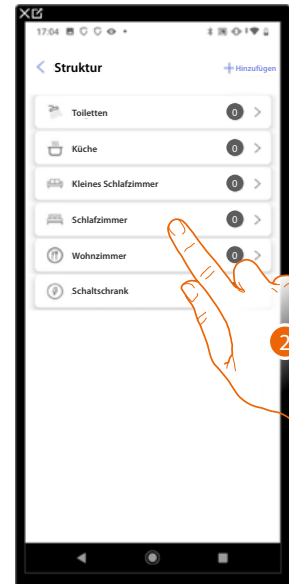 17:04
Struktur
Hinzufügen
Toiletten 0
Küche 0
Kleines Schlafzimmer 0
Schlafzimmer 0
Wohnzimmer 0
Schaltschrank
2